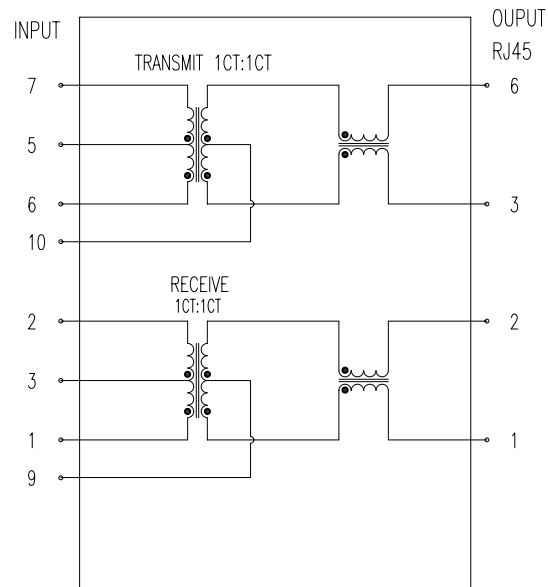 INPUT
OUPUT
RJ45
TRANSMIT 1CT:1CT
7
6
5
6
3
10
RECEIVE
1CT:1CT
2
2
3
1
1
9